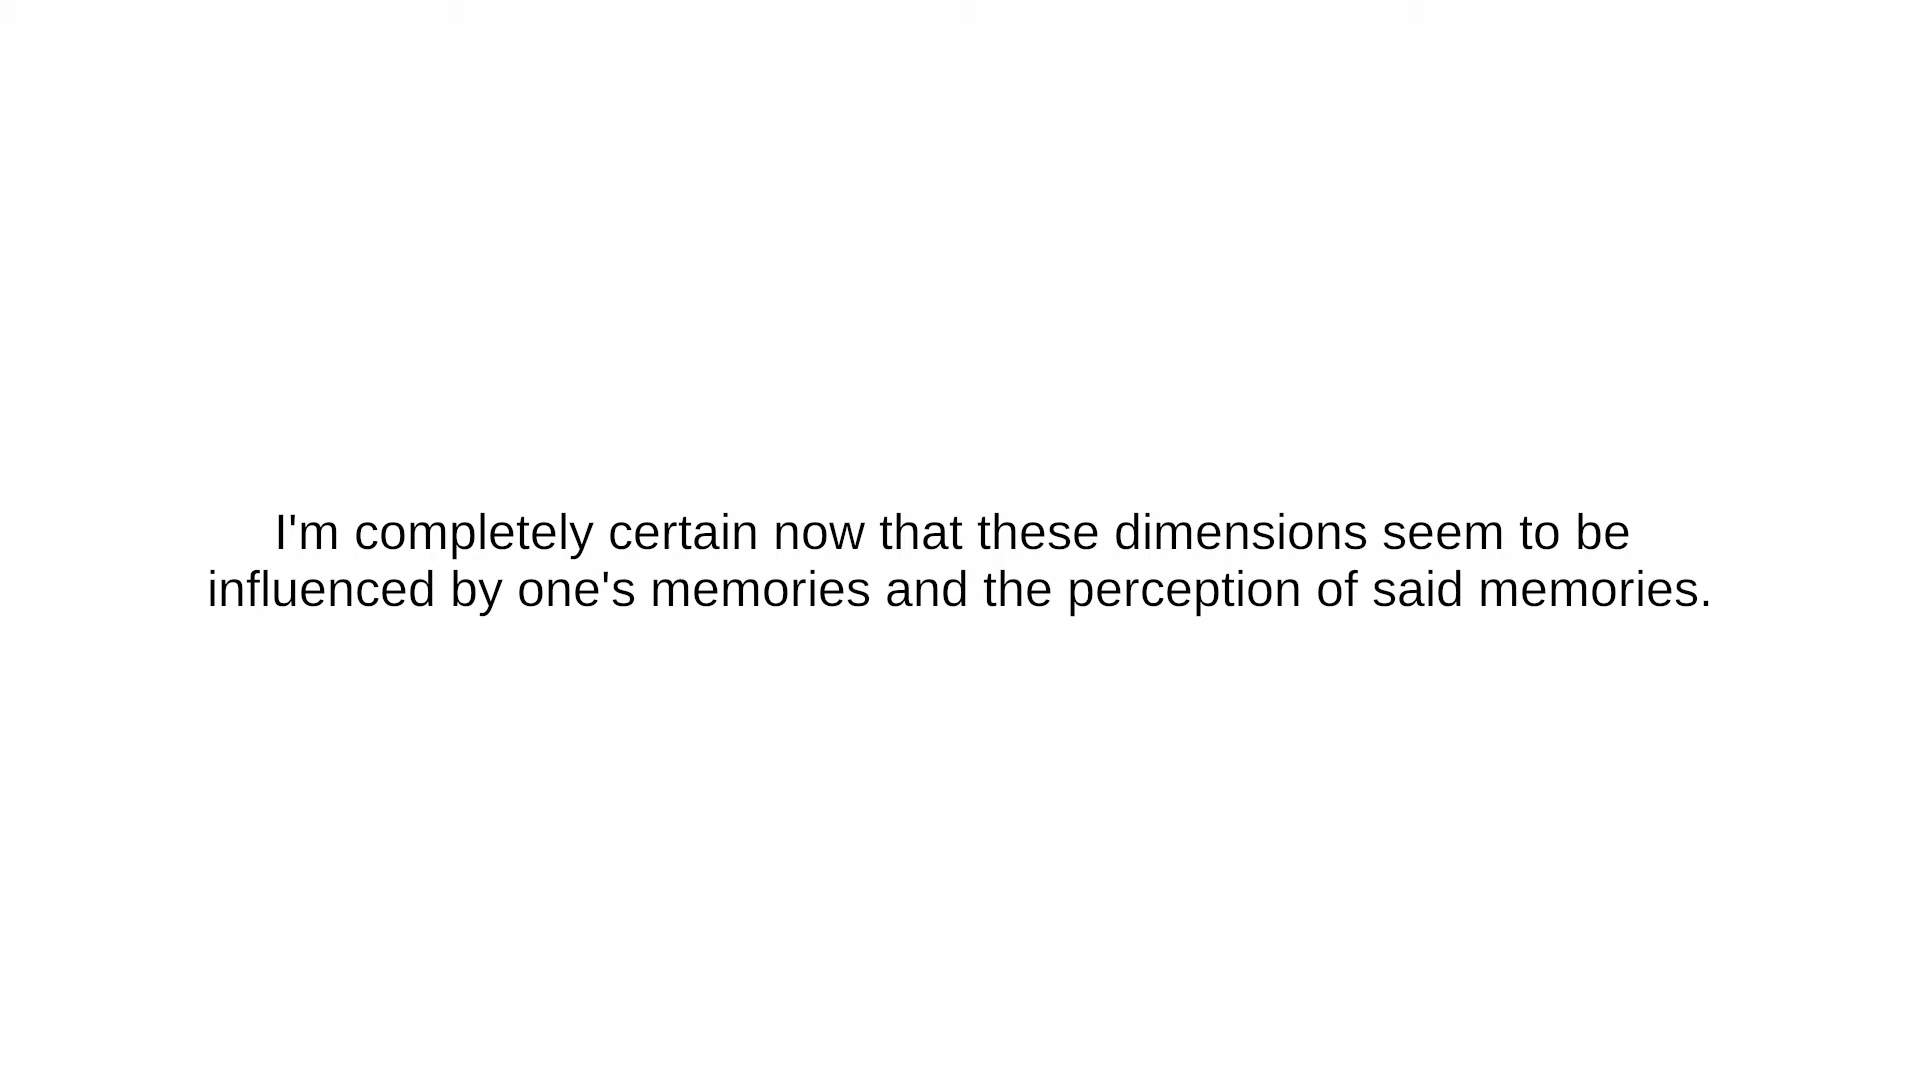 I'm completely certain now that these dimensions seem to be
influenced by one's memories and the perception of said memories.